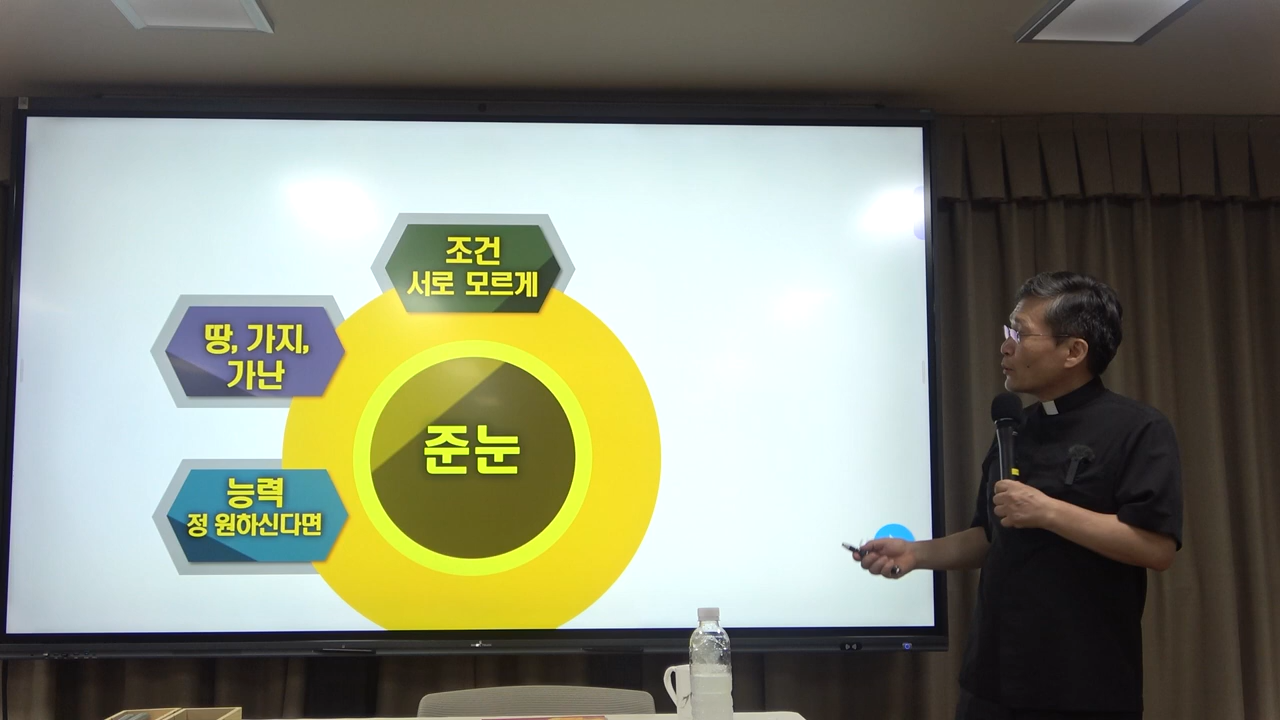 조건
서로 모르게
땅, 가지,
가난
준눈
능력
정 원하신다면